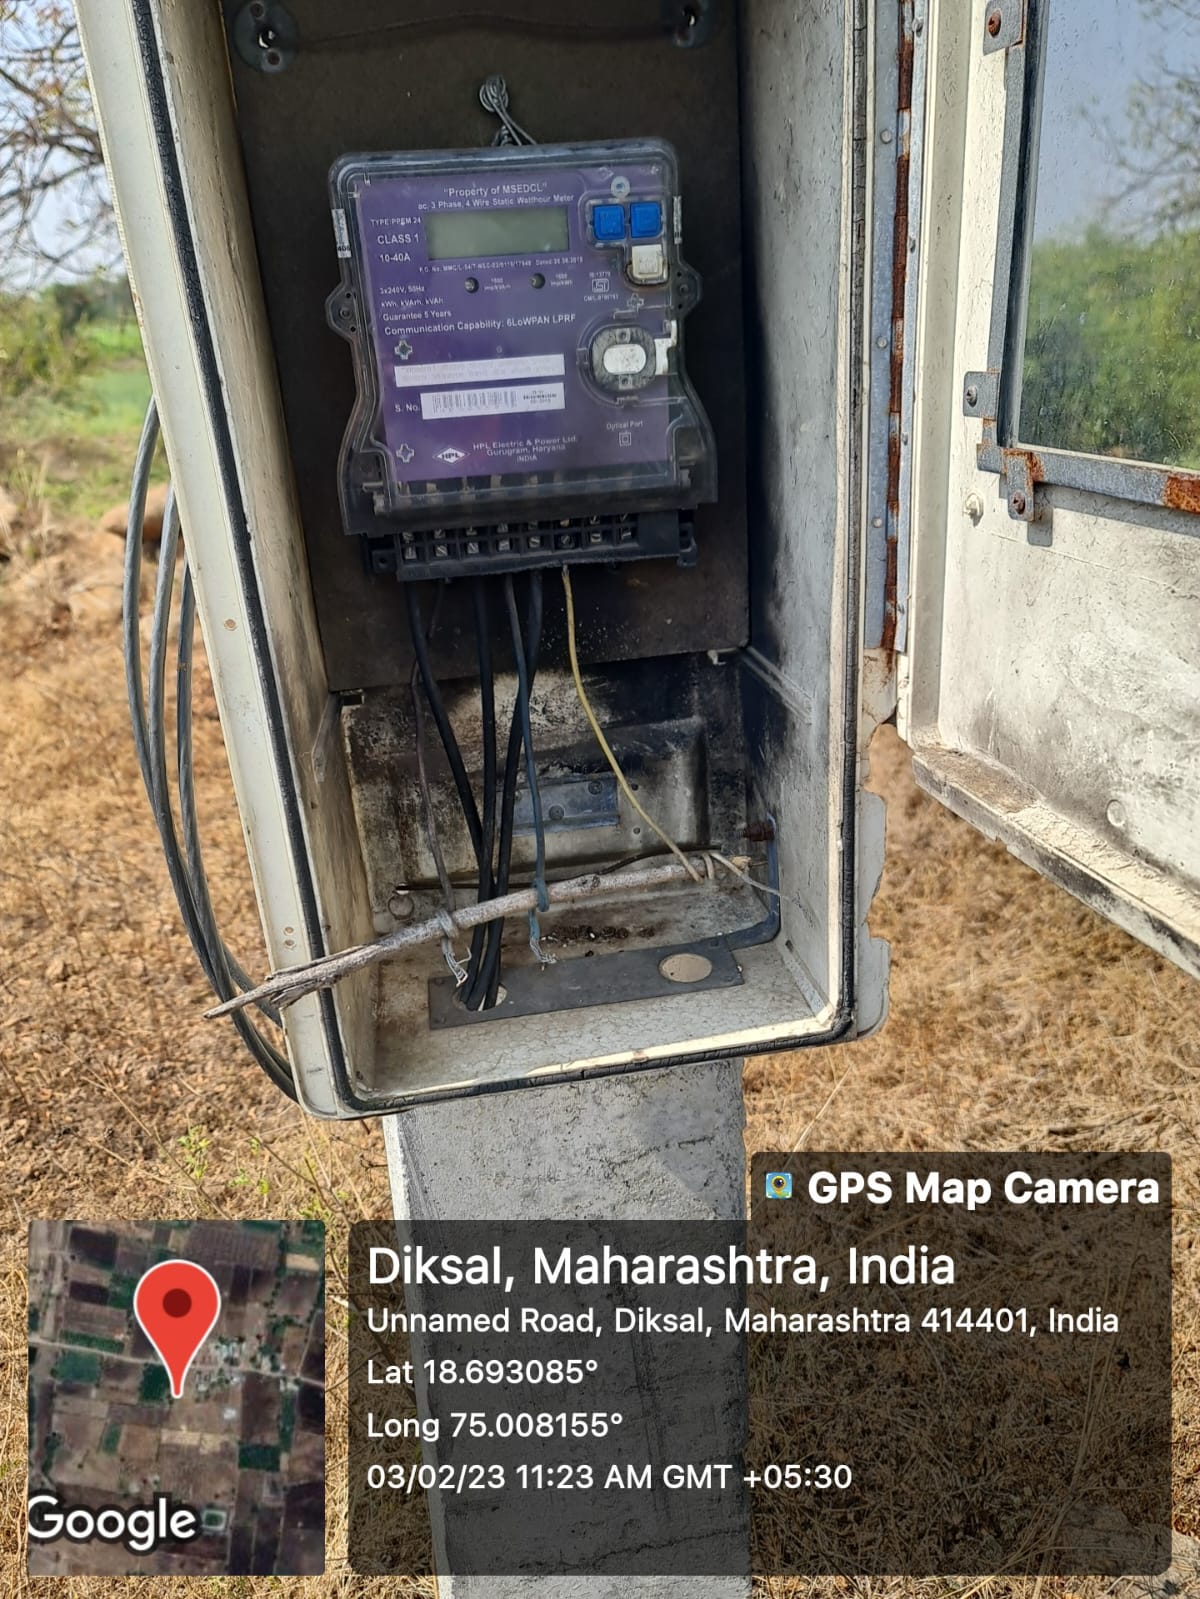 "Property of MSEDCL"
ac, 3 Phase, 4 Wire Static Watthour Meter
TYPE:PPEM 24
CLASS 1
10-40A
3x240V, 50Hz
kWh, kVArh, kVAh
Guarantee 5 Years
Communication Capability: 6LoWPAN LPRF
S. No.
Optical Port
HPL
HPL Electric & Power Ltd.
Gurugram, Haryana
INDIA
GPS Map Camera
Diksal, Maharashtra, India
Unnamed Road, Diksal, Maharashtra 414401, India
Lat 18.693085°
Long 75.008155°
03/02/23 11:23 AM GMT +05:30
Google